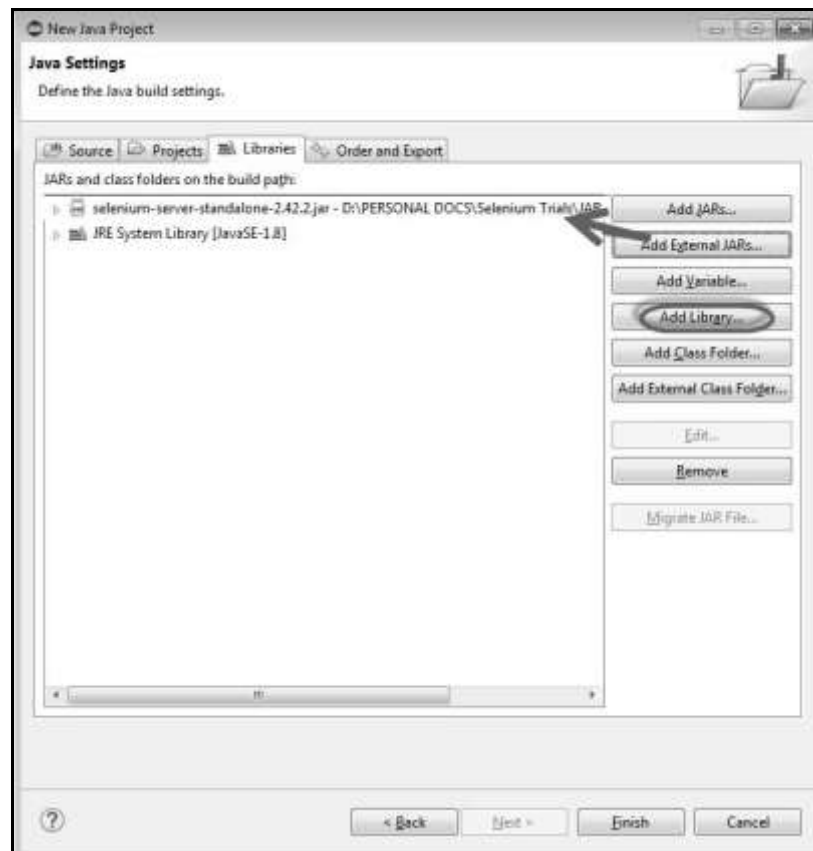 New Java Project
Java Settings
Define the Java build settings.
Source Projects Libraries Order and Export
JARs and class folders on the build path:
selenium-server-standalone-2.42.2.jar - D:\PERSONAL DOCS\Selenium Trials\JAR
JRE System Library [JavaSE-1.8]
Add JARs...
Add External JARs...
Add Variable...
Add Library...
Add Class Folder...
Add External Class Folder...
Edit...
Remove
Migrate JAR File...
?
< Back Next > Finish Cancel